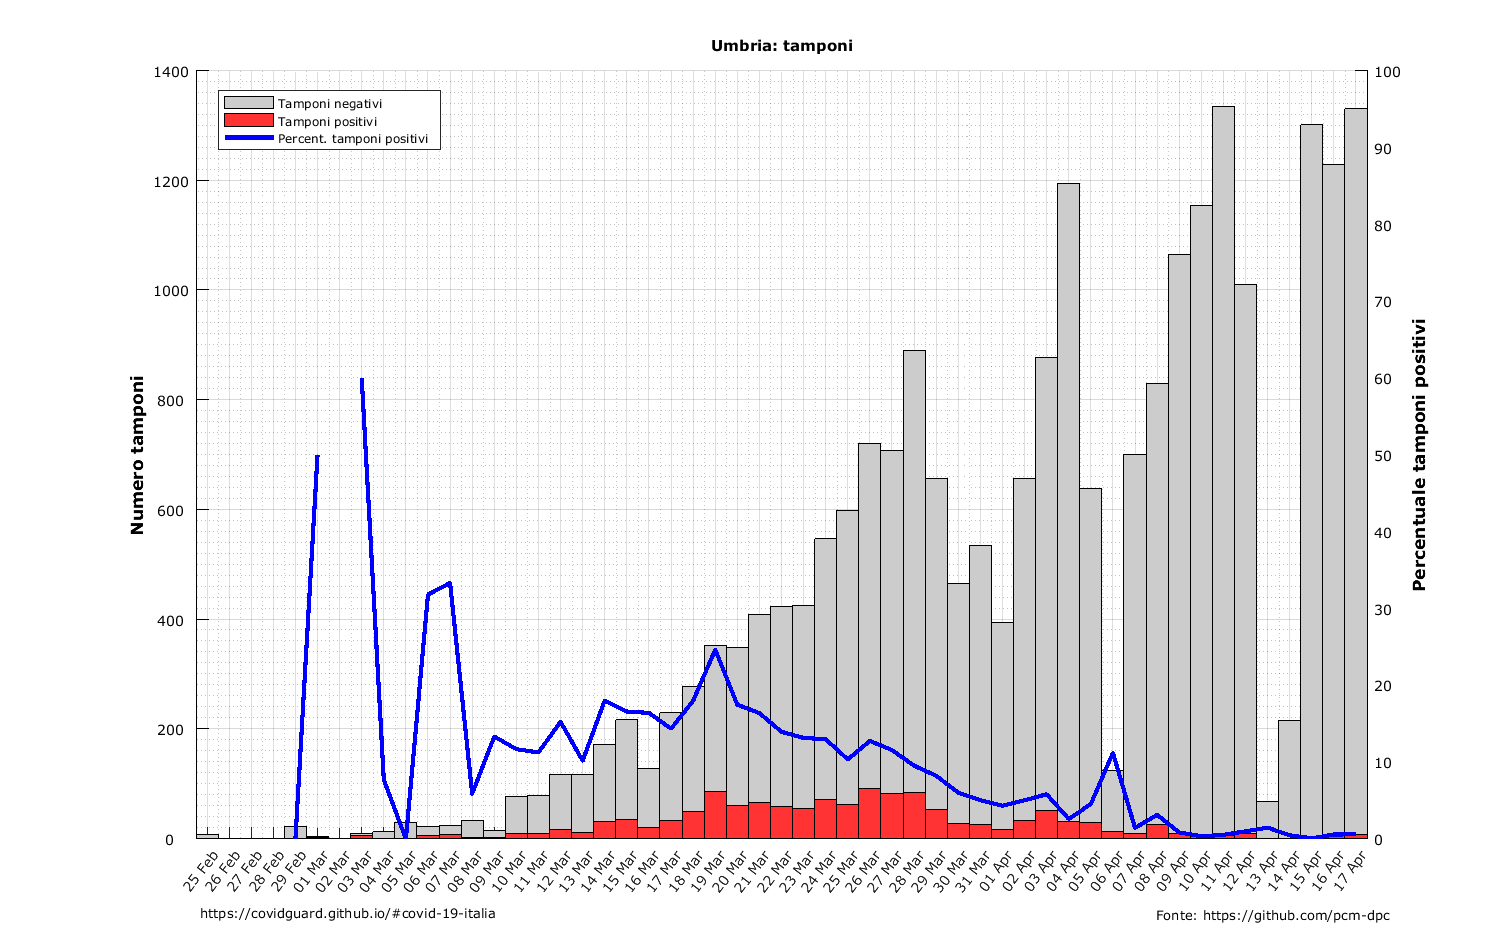 Umbria: tamponi
Tamponi negativi
Tamponi positivi
Percent. tamponi positivi
Numero tamponi
1400
1200
1000
800
600
400
200
0
Percentuale tamponi positivi
100
90
80
70
60
50
40
30
20
10
0
25 Feb
26 Feb
27 Feb
28 Feb
29 Feb
01 Mar
02 Mar
03 Mar
04 Mar
05 Mar
06 Mar
07 Mar
08 Mar
09 Mar
10 Mar
11 Mar
12 Mar
13 Mar
14 Mar
15 Mar
16 Mar
17 Mar
18 Mar
19 Mar
20 Mar
21 Mar
22 Mar
23 Mar
24 Mar
25 Mar
26 Mar
27 Mar
28 Mar
29 Mar
30 Mar
31 Mar
01 Apr
02 Apr
03 Apr
04 Apr
05 Apr
06 Apr
07 Apr
08 Apr
09 Apr
10 Apr
11 Apr
12 Apr
13 Apr
14 Apr
15 Apr
16 Apr
17 Apr
https://covidguard.github.io/#covid-19-italia
Fonte: https://github.com/pcm-dpc